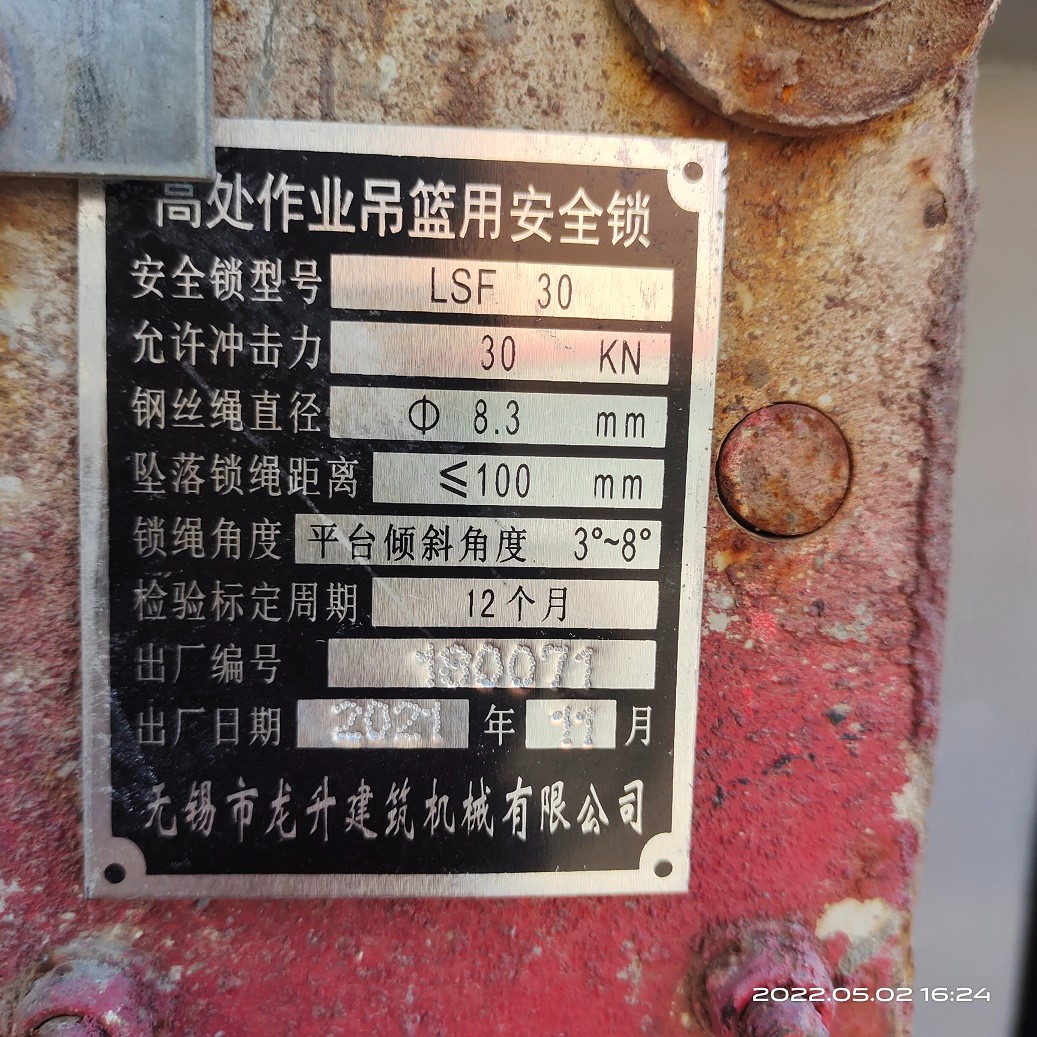 高处作业吊篮用安全锁
安全锁型号 LSF 30
允许冲击力 30 KN
钢丝绳直径 Φ 8.3 mm
坠落锁绳距离 ≤100 mm
锁绳角度 平台倾斜角度 3°~8°
检验标定周期 12个月
出厂编号 180071
出厂日期 2021 年 11 月
无锡市龙升建筑机械有限公司
2022.05.02 16:24